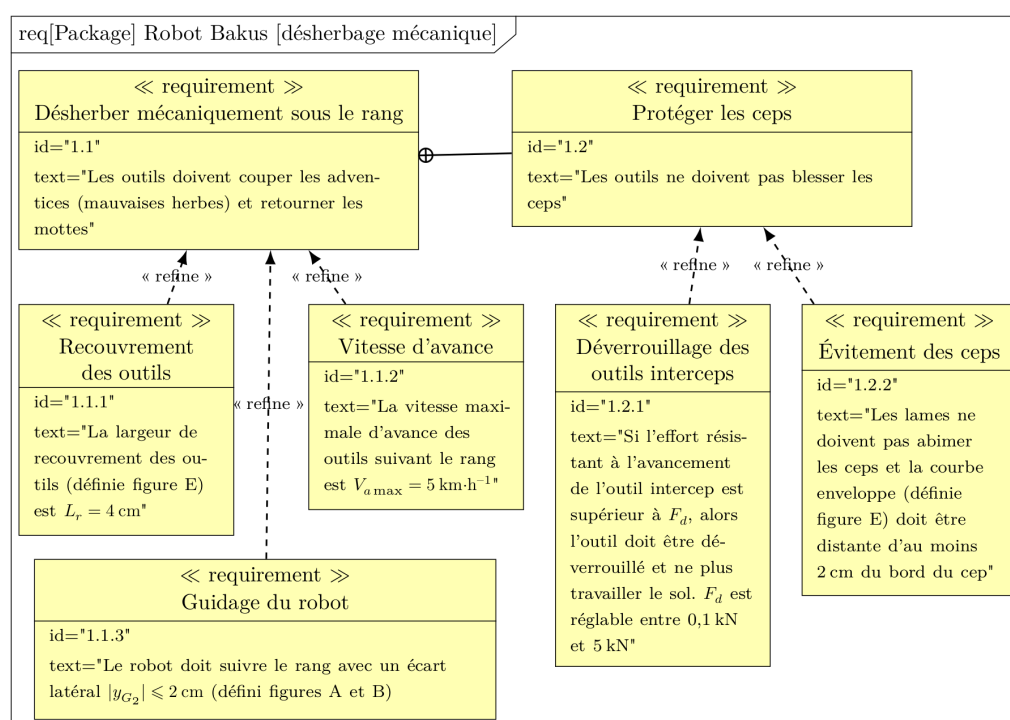 req[Package] Robot Bakus [désherbage mécanique]
≪ requirement ≫
Désherber mécaniquement sous le rang
id="1.1"
text="Les outils doivent couper les adven-
tices (mauvaises herbes) et retourner les
mottes"
≪ requirement ≫
Protéger les ceps
id="1.2"
text="Les outils ne doivent pas blesser les
ceps"
« refine »
« refine »
« refine »
« refine »
≪ requirement ≫
Recouvrement
des outils
id="1.1.1"
text="La largeur de
recouvrement des ou-
tils (définie figure E)
est L_r = 4 cm"
« refine »
≪ requirement ≫
Vitesse d'avance
id="1.1.2"
text="La vitesse maxi-
male d'avance des
outils suivant le rang
est V_{a max} = 5 km·h⁻¹"
≪ requirement ≫
Déverrouillage des
outils interceps
id="1.2.1"
text="Si l'effort résis-
tant à l'avancement
de l'outil intercep est
supérieur à F_d, alors
l'outil doit être dé-
verrouillé et ne plus
travailler le sol. F_d est
réglable entre 0,1 kN
et 5 kN"
≪ requirement ≫
Évitement des ceps
id="1.2.2"
text="Les lames ne
doivent pas abimer
les ceps et la courbe
enveloppe (définie
figure E) doit être
distante d'au moins
2 cm du bord du cep"
≪ requirement ≫
Guidage du robot
id="1.1.3"
text="Le robot doit suivre le rang avec un écart
latéral |y_{G_2}| ⩽ 2 cm (défini figures A et B)